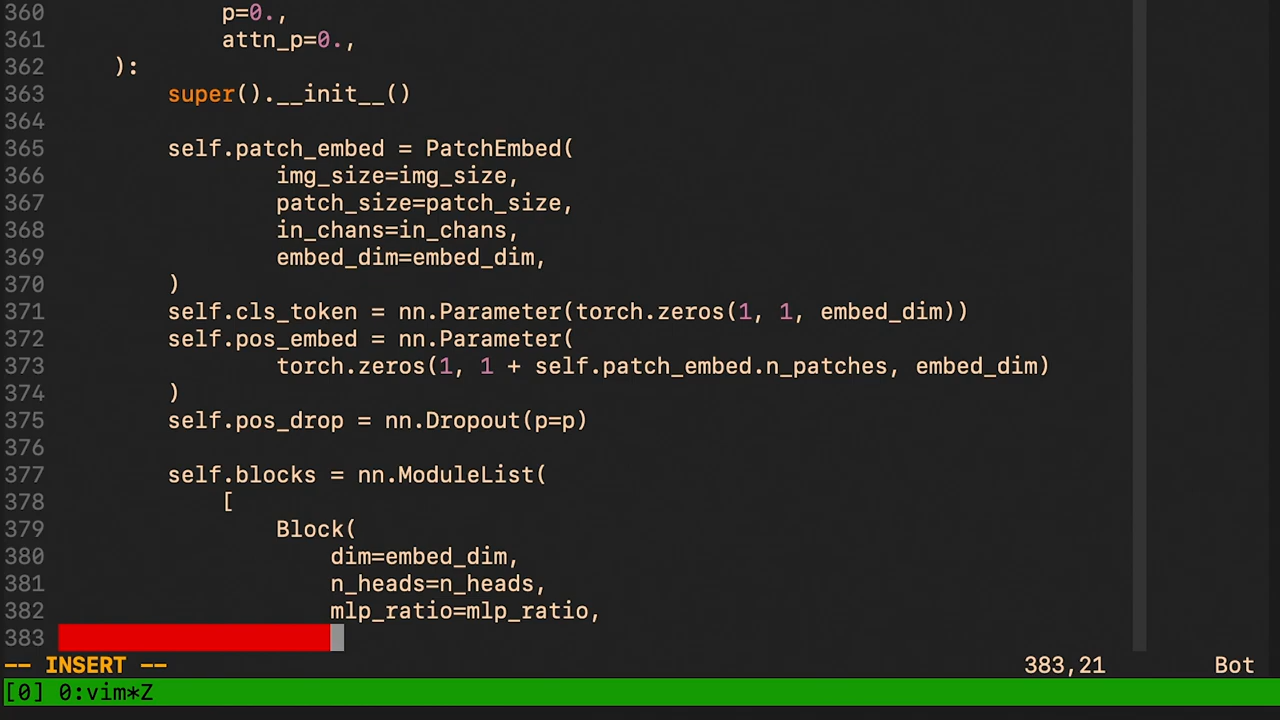 360             p=0.,
361             attn_p=0.,
362     ):
363         super().__init__()
364
365         self.patch_embed = PatchEmbed(
366                 img_size=img_size,
367                 patch_size=patch_size,
368                 in_chans=in_chans,
369                 embed_dim=embed_dim,
370         )
371         self.cls_token = nn.Parameter(torch.zeros(1, 1, embed_dim))
372         self.pos_embed = nn.Parameter(
373                 torch.zeros(1, 1 + self.patch_embed.n_patches, embed_dim)
374         )
375         self.pos_drop = nn.Dropout(p=p)
376
377         self.blocks = nn.ModuleList(
378             [
379                 Block(
380                     dim=embed_dim,
381                     n_heads=n_heads,
382                     mlp_ratio=mlp_ratio,
383
-- INSERT -- 383,21 Bot
[0] 0:vim*Z